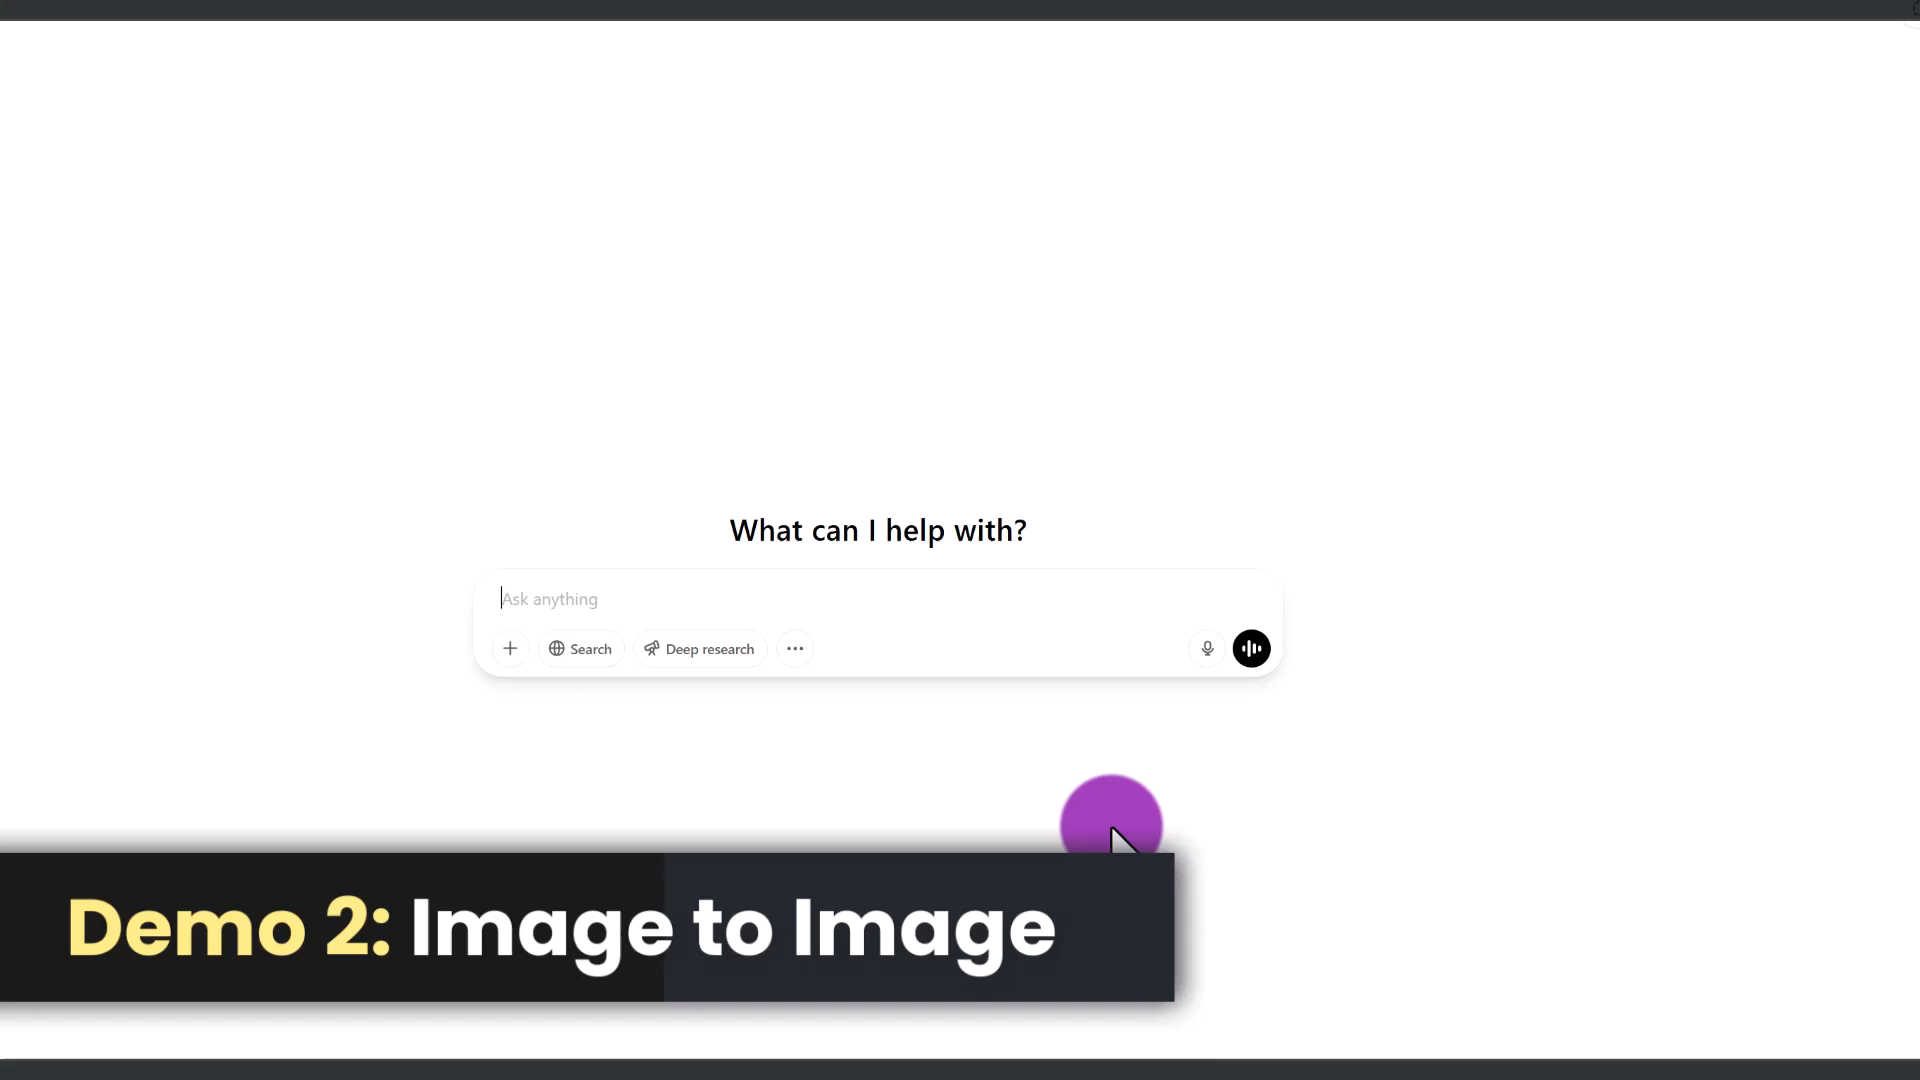 What can I help with?
Ask anything
Search
Deep research
Demo 2: Image to Image